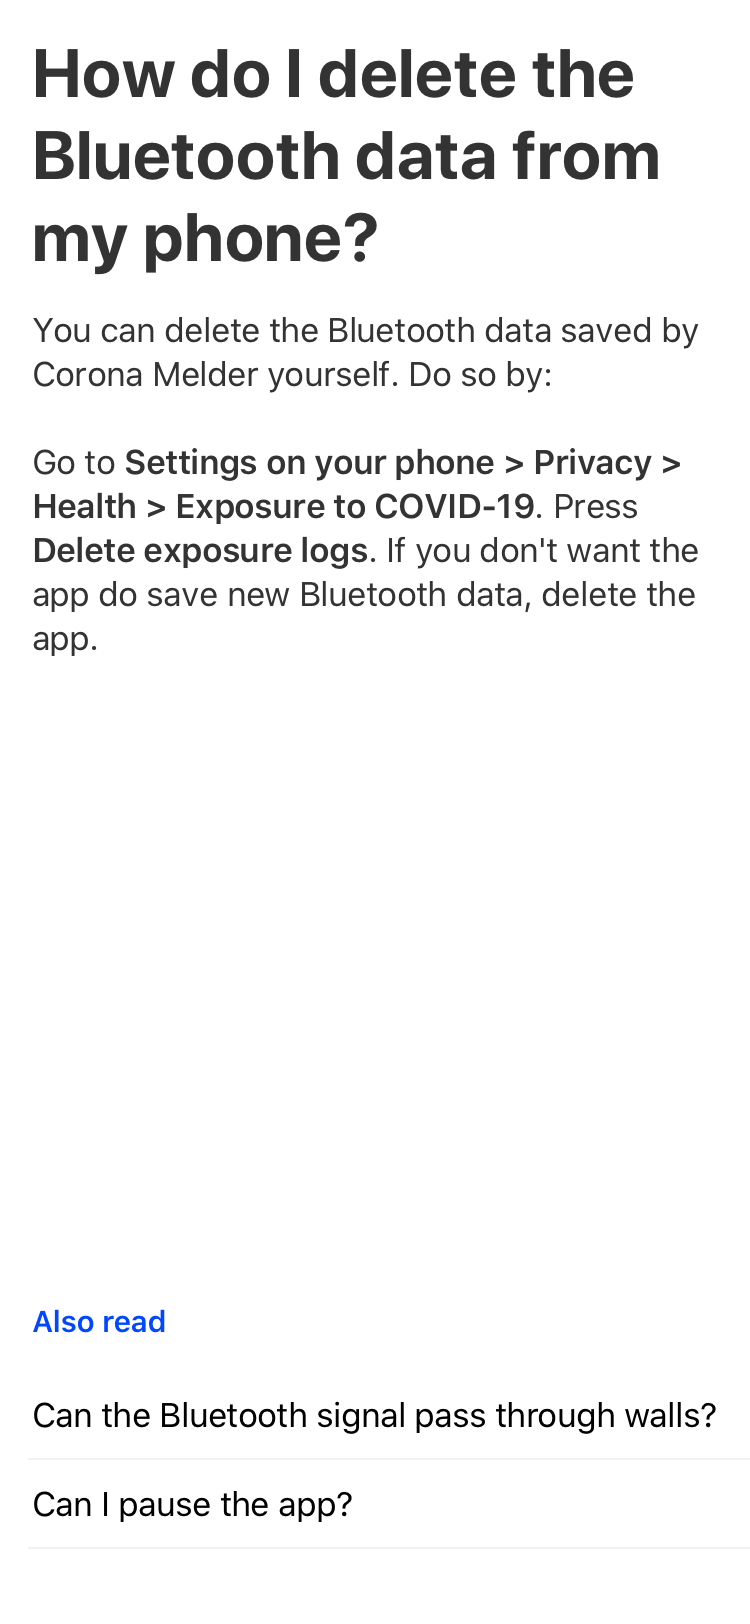 How do I delete the
Bluetooth data from
my phone?
You can delete the Bluetooth data saved by
Corona Melder yourself. Do so by:
Go to Settings on your phone > Privacy >
Health > Exposure to COVID-19. Press
Delete exposure logs. If you don't want the
app do save new Bluetooth data, delete the
app.
Also read
Can the Bluetooth signal pass through walls?
Can I pause the app?